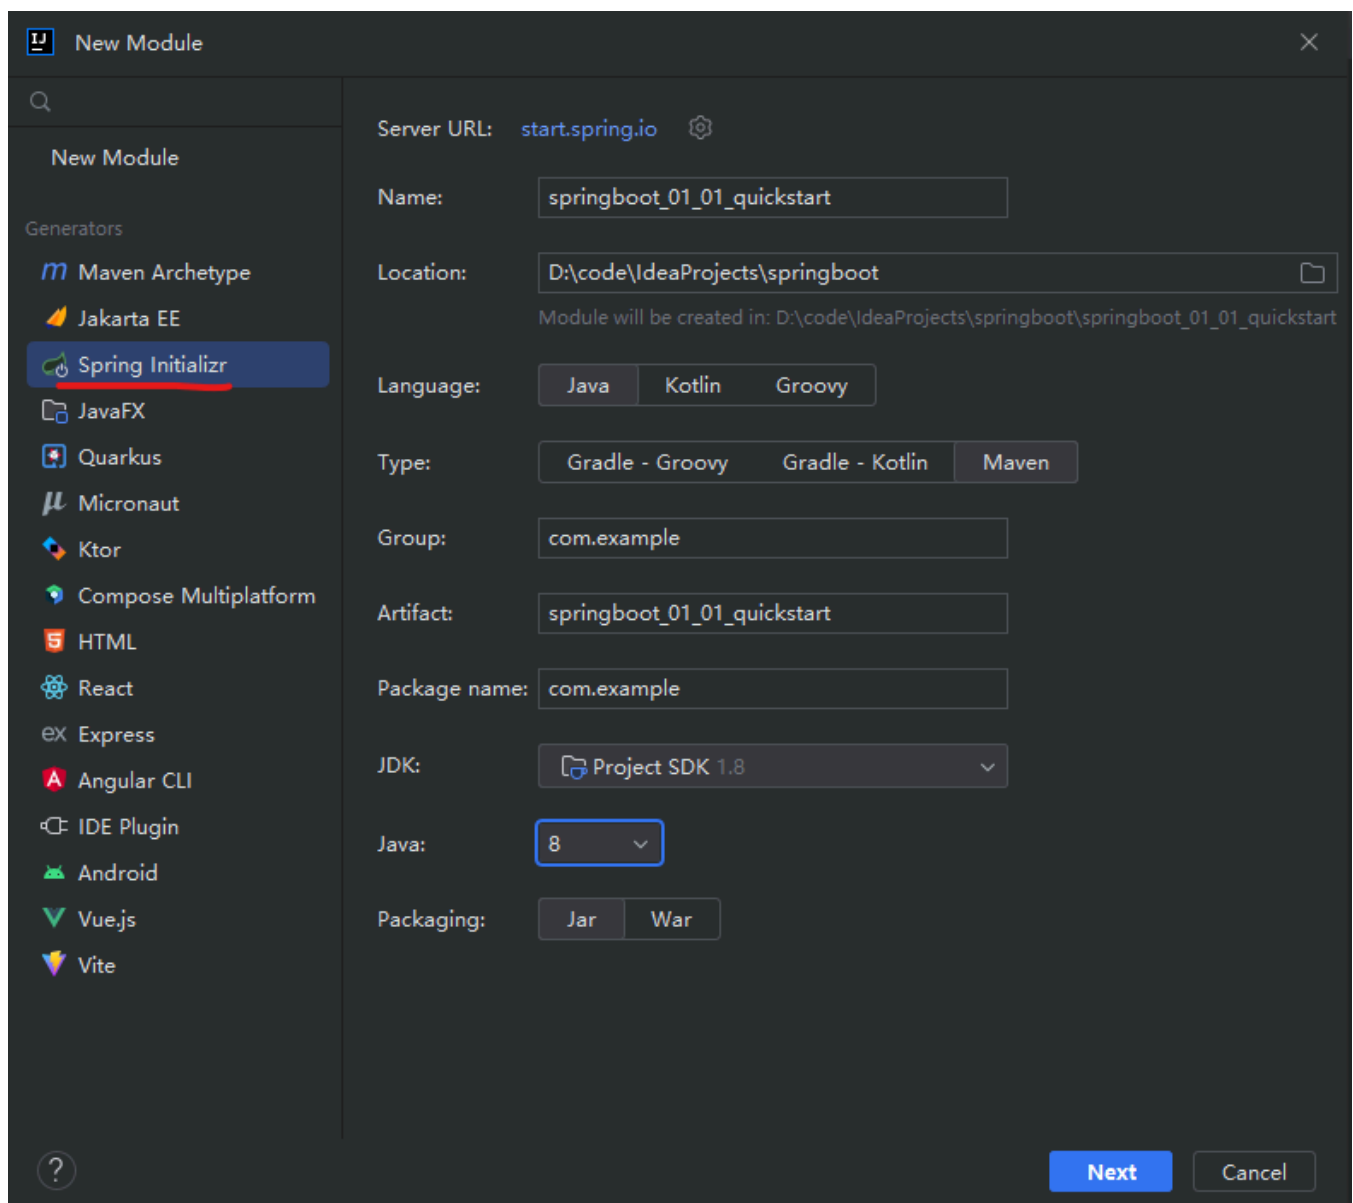 New Module
New Module
Generators
Maven Archetype
Jakarta EE
Spring Initializr
JavaFX
Quarkus
Micronaut
Ktor
Compose Multiplatform
HTML
React
ex Express
Angular CLI
IDE Plugin
Android
Vue.js
Vite
Server URL: start.spring.io
Name: springboot_01_01_quickstart
Location: D:\code\IdeaProjects\springboot
Module will be created in: D:\code\IdeaProjects\springboot\springboot_01_01_quickstart
Language: Java Kotlin Groovy
Type: Gradle - Groovy Gradle - Kotlin Maven
Group: com.example
Artifact: springboot_01_01_quickstart
Package name: com.example
JDK: Project SDK 1.8
Java: 8
Packaging: Jar War
? Next Cancel